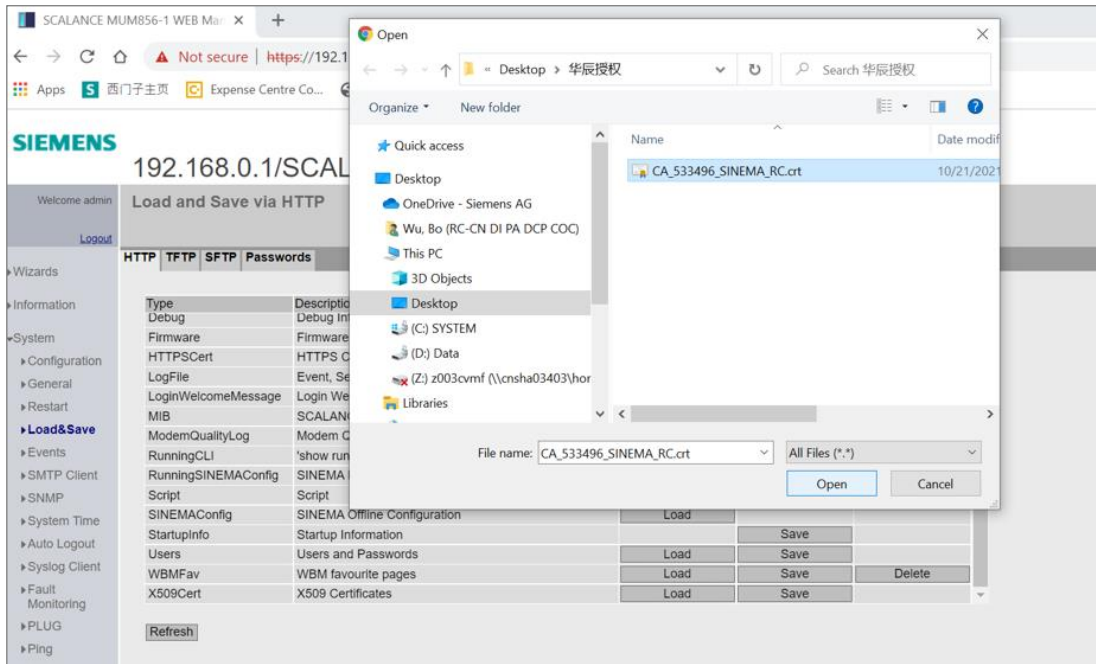 SCALANCE MUM856-1 WEB Ma
Not secure | https://192.1
Apps
西门子主页
Expense Centre Co...
SIEMENS
192.168.0.1/SCAL
Welcome admin
Logout
Load and Save via HTTP
HTTP TFTP SFTP Passwords
Wizards
Information
System
Configuration
General
Restart
Load&Save
Events
SMTP Client
SNMP
System Time
Auto Logout
Syslog Client
Fault
Monitoring
PLUG
Ping
Type Descriptio
Debug Debug In
Firmware Firmware
HTTPSCert HTTPS C
LogFile Event, Se
LoginWelcomeMessage Login We
MIB SCALAN
ModemQualityLog Modem Q
RunningCLI 'show run
RunningSINEMAConfig SINEMA
Script Script
SINEMAConfig SINEMA Offline Configuration Load
StartupInfo Startup Information Save
Users Users and Passwords Load Save
WBMFav WBM favourite pages Load Save Delete
X509Cert X509 Certificates Load Save
Refresh
Open
« Desktop > 华辰授权
Search 华辰授权
Organize New folder
Quick access
Desktop
OneDrive - Siemens AG
Wu, Bo (RC-CN DI PA DCP COC)
This PC
3D Objects
Desktop
(C:) SYSTEM
(D:) Data
(Z:) z003cvmf (\\cnsha03403\hor
Libraries
Name Date modif
CA_533496_SINEMA_RC.crt 10/21/2021
File name: CA_533496_SINEMA_RC.crt All Files (*.*)
Open Cancel